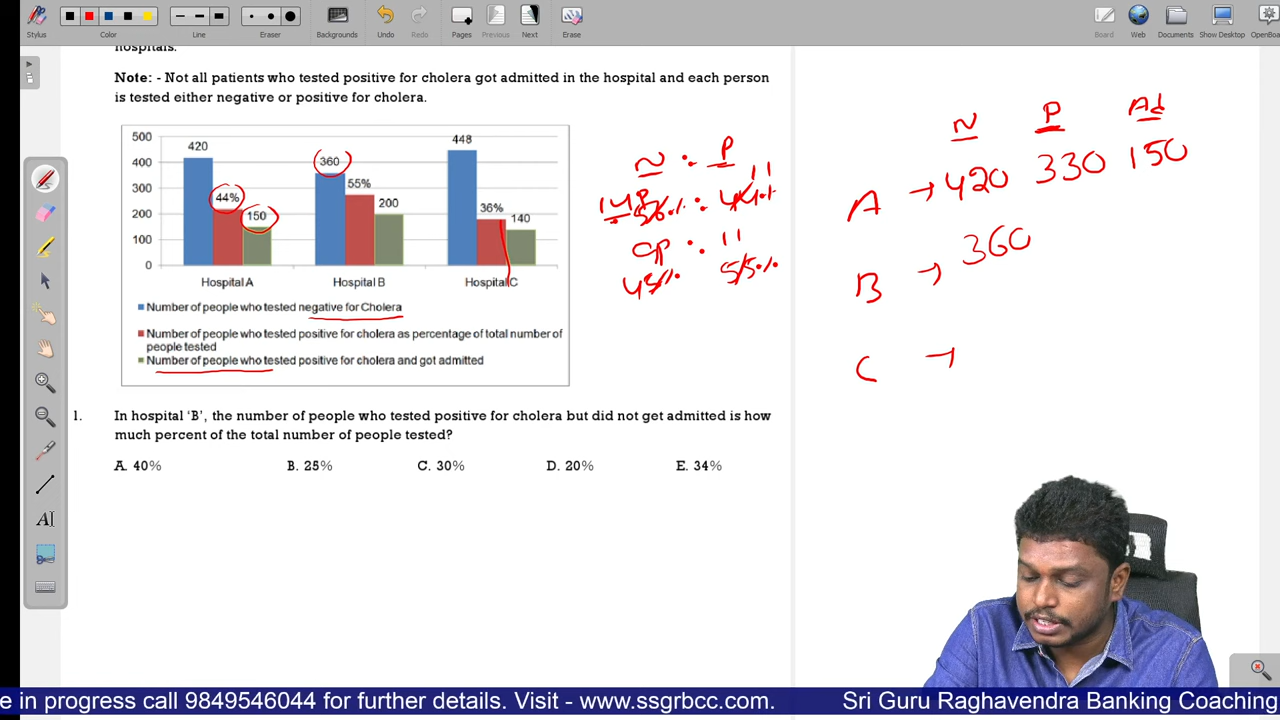 Stylus
Color
Line
Eraser
Backgrounds
Undo
Redo
Pages
Previous
Next
Erase
Board
Web
Documents
Show Desktop
OpenBoa
hospitals.
Note: - Not all patients who tested positive for cholera got admitted in the hospital and each person
is tested either negative or positive for cholera.
500
400
300
200
100
0
420
44%
150
360
55%
200
448
36%
140
Hospital A
Hospital B
Hospital C
Number of people who tested negative for Cholera
Number of people who tested positive for cholera as percentage of total number of
people tested
Number of people who tested positive for cholera and got admitted
N : P
11
14P 56% : 44%
9P : 11
45% 55%
N P Ad
A → 420 330 150
B → 360
C →
1. In hospital ‘B’, the number of people who tested positive for cholera but did not get admitted is how
much percent of the total number of people tested?
A. 40% B. 25% C. 30% D. 20% E. 34%
e in progress call 9849546044 for further details. Visit - www.ssgrbcc.com. Sri Guru Raghavendra Banking Coaching